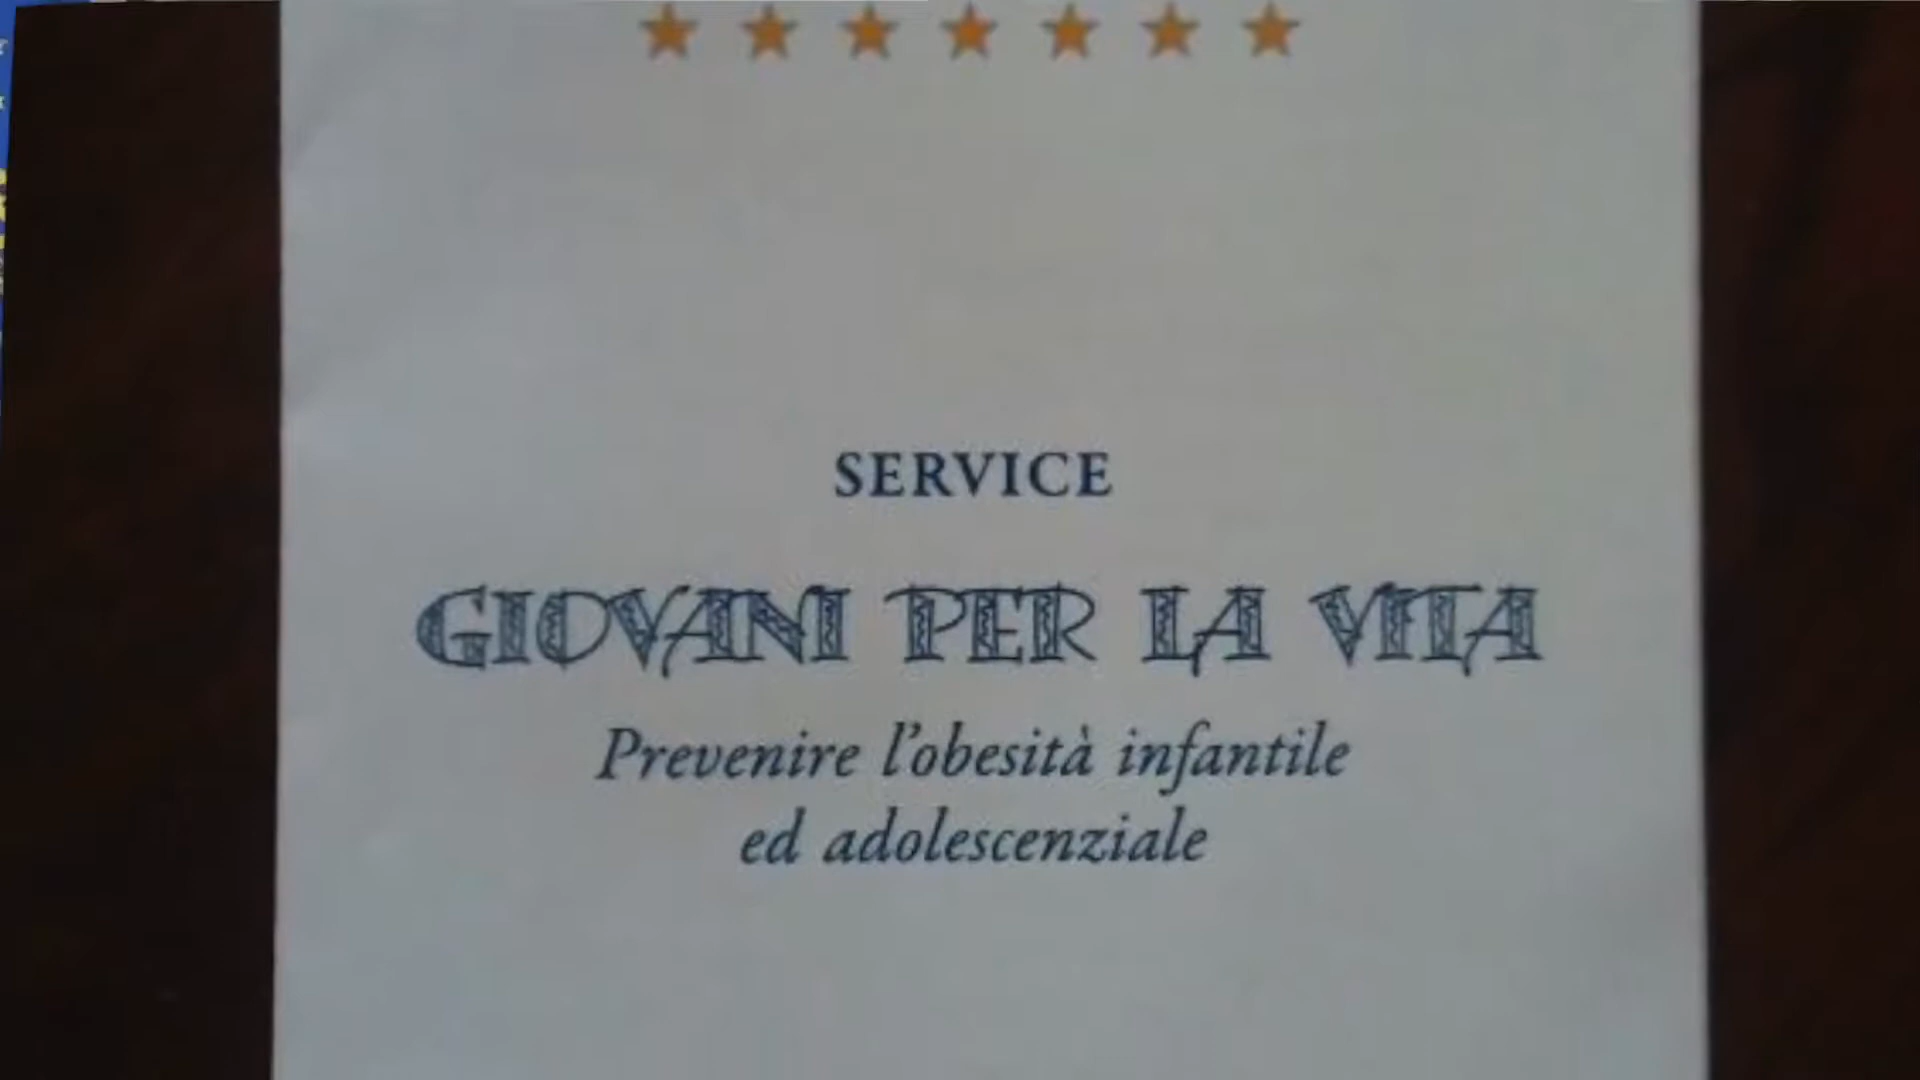 SERVICE
GIOVANI PER LA VITA
Prevenire l'obesità infantile
ed adolescenziale